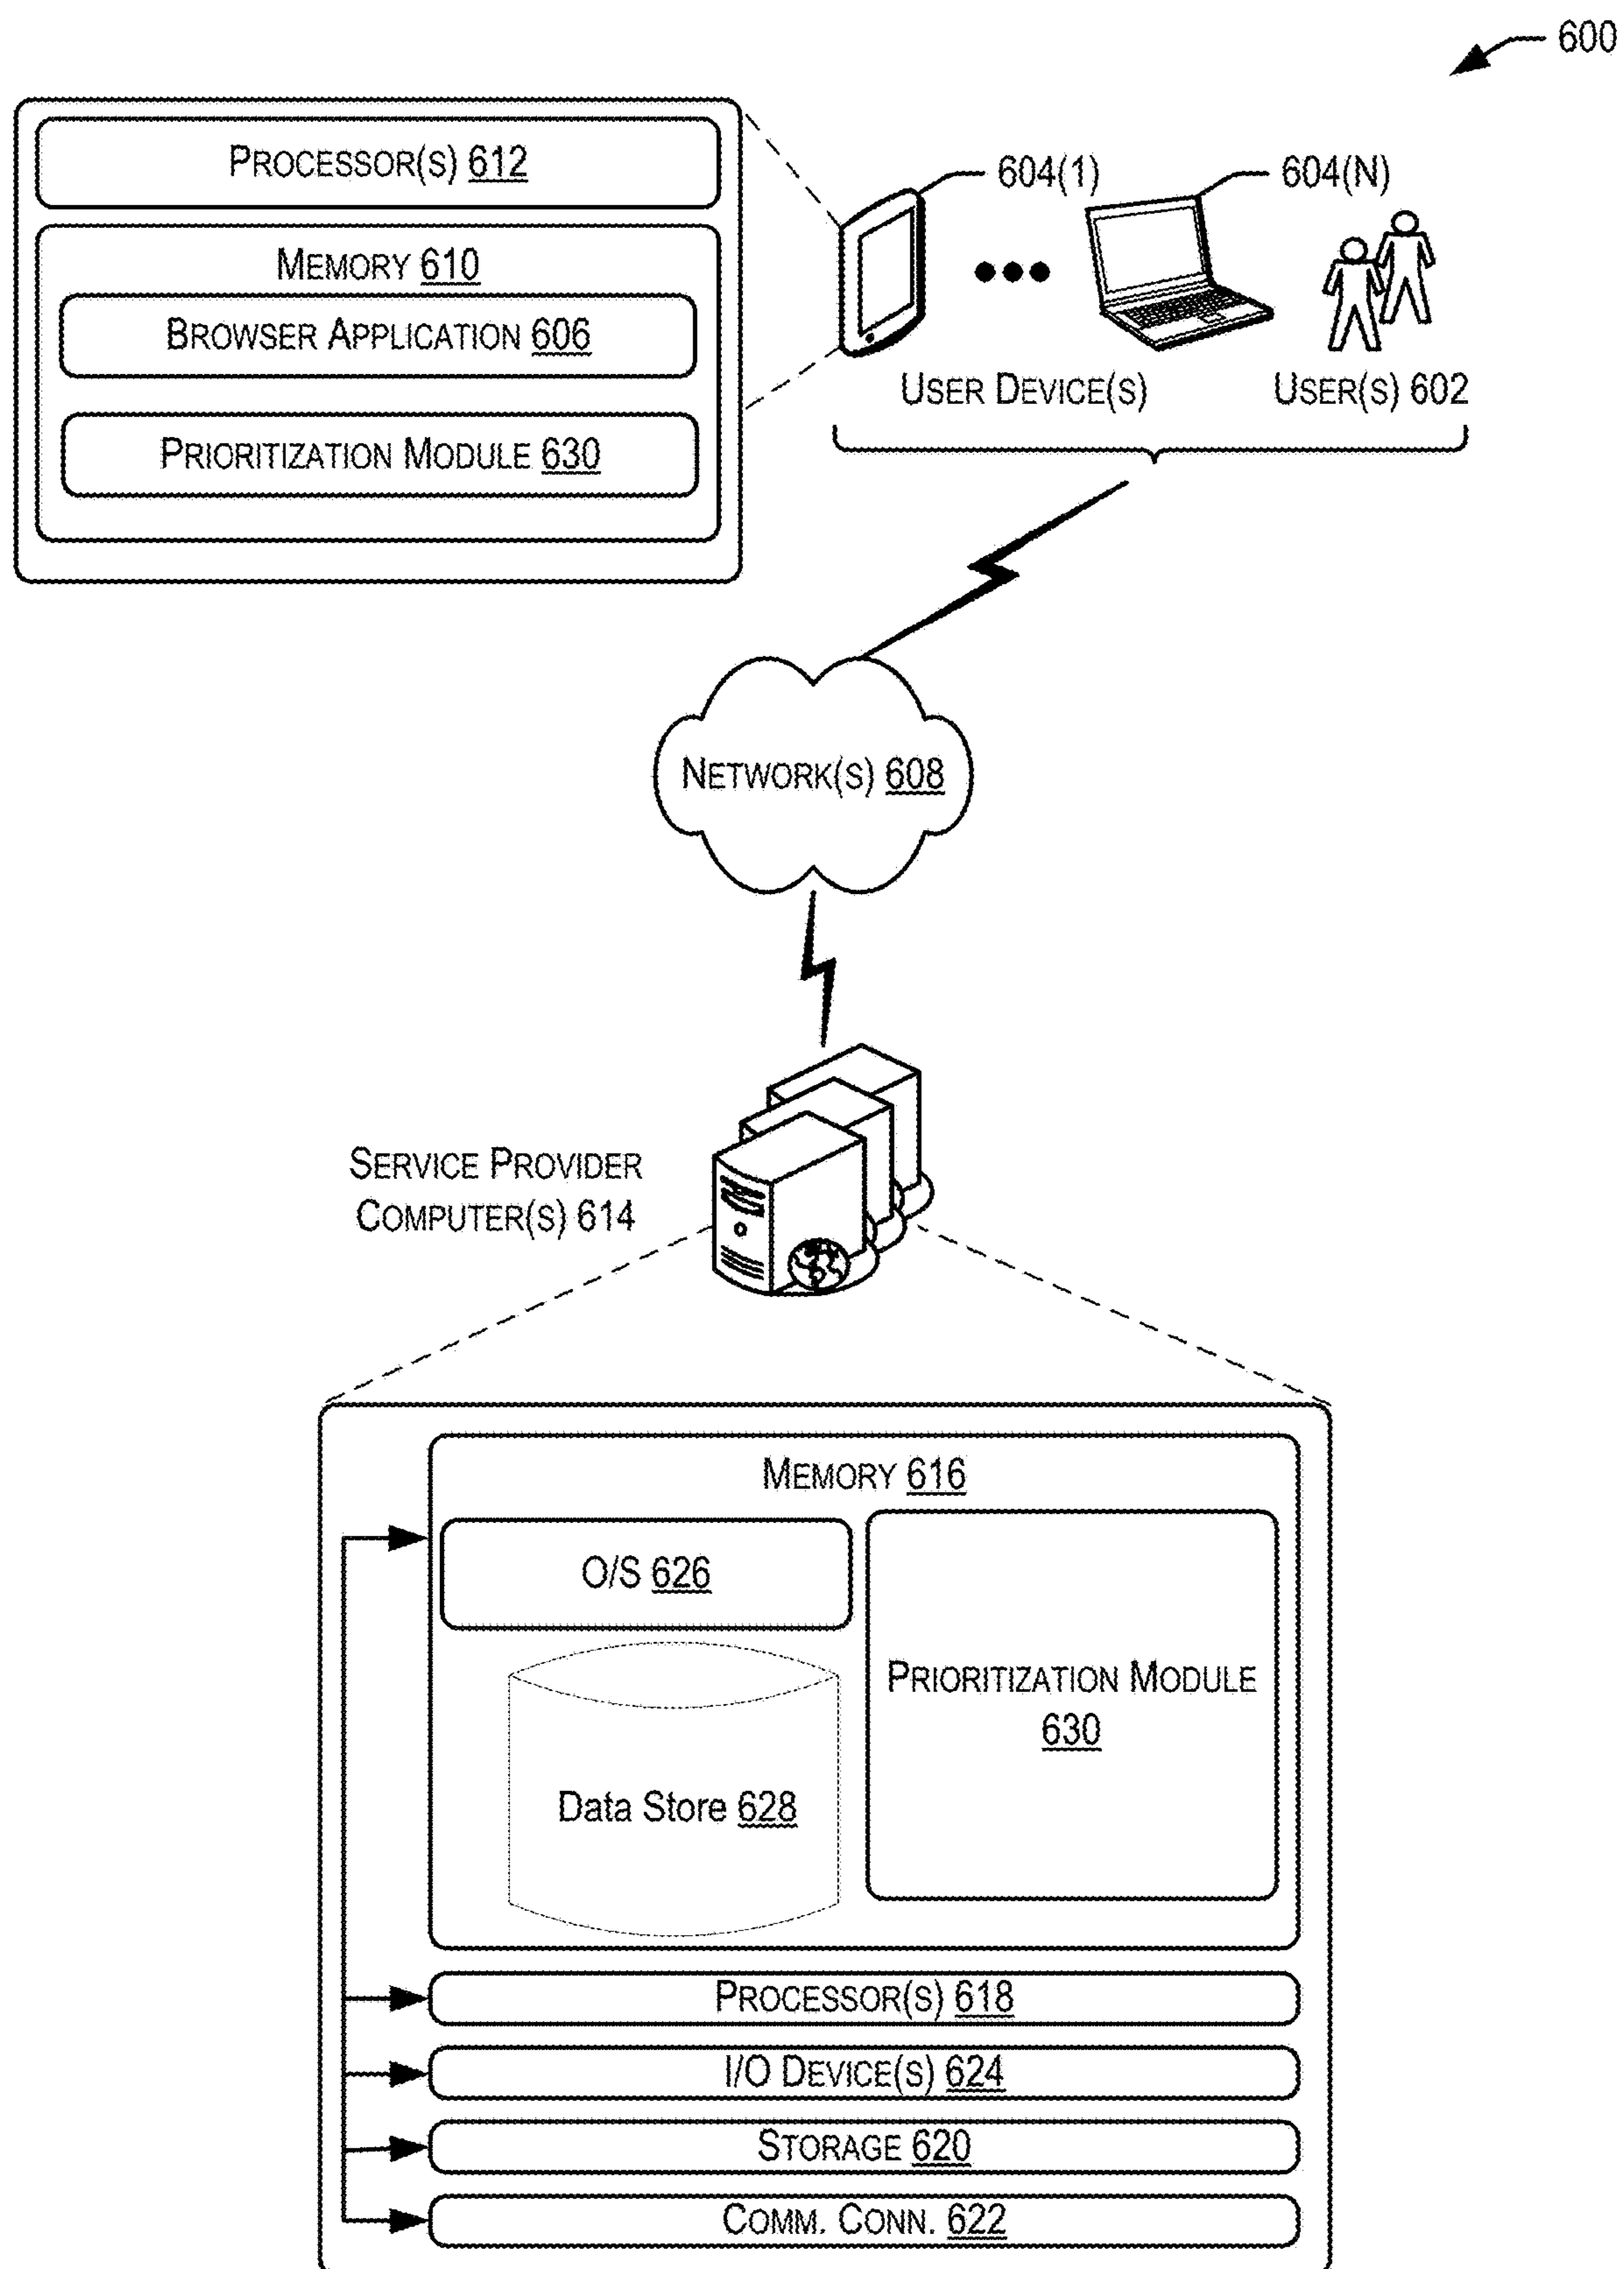 600
PROCESSOR(S) 612
604(1)
604(N)
MEMORY 610
BROWSER APPLICATION 606
USER DEVICE(S)
USER(S) 602
PRIORITIZATION MODULE 630
NETWORK(S) 608
SERVICE PROVIDER
COMPUTER(S) 614
MEMORY 616
O/S 626
PRIORITIZATION MODULE
630
Data Store 628
PROCESSOR(S) 618
I/O DEVICE(S) 624
STORAGE 620
COMM. CONN. 622